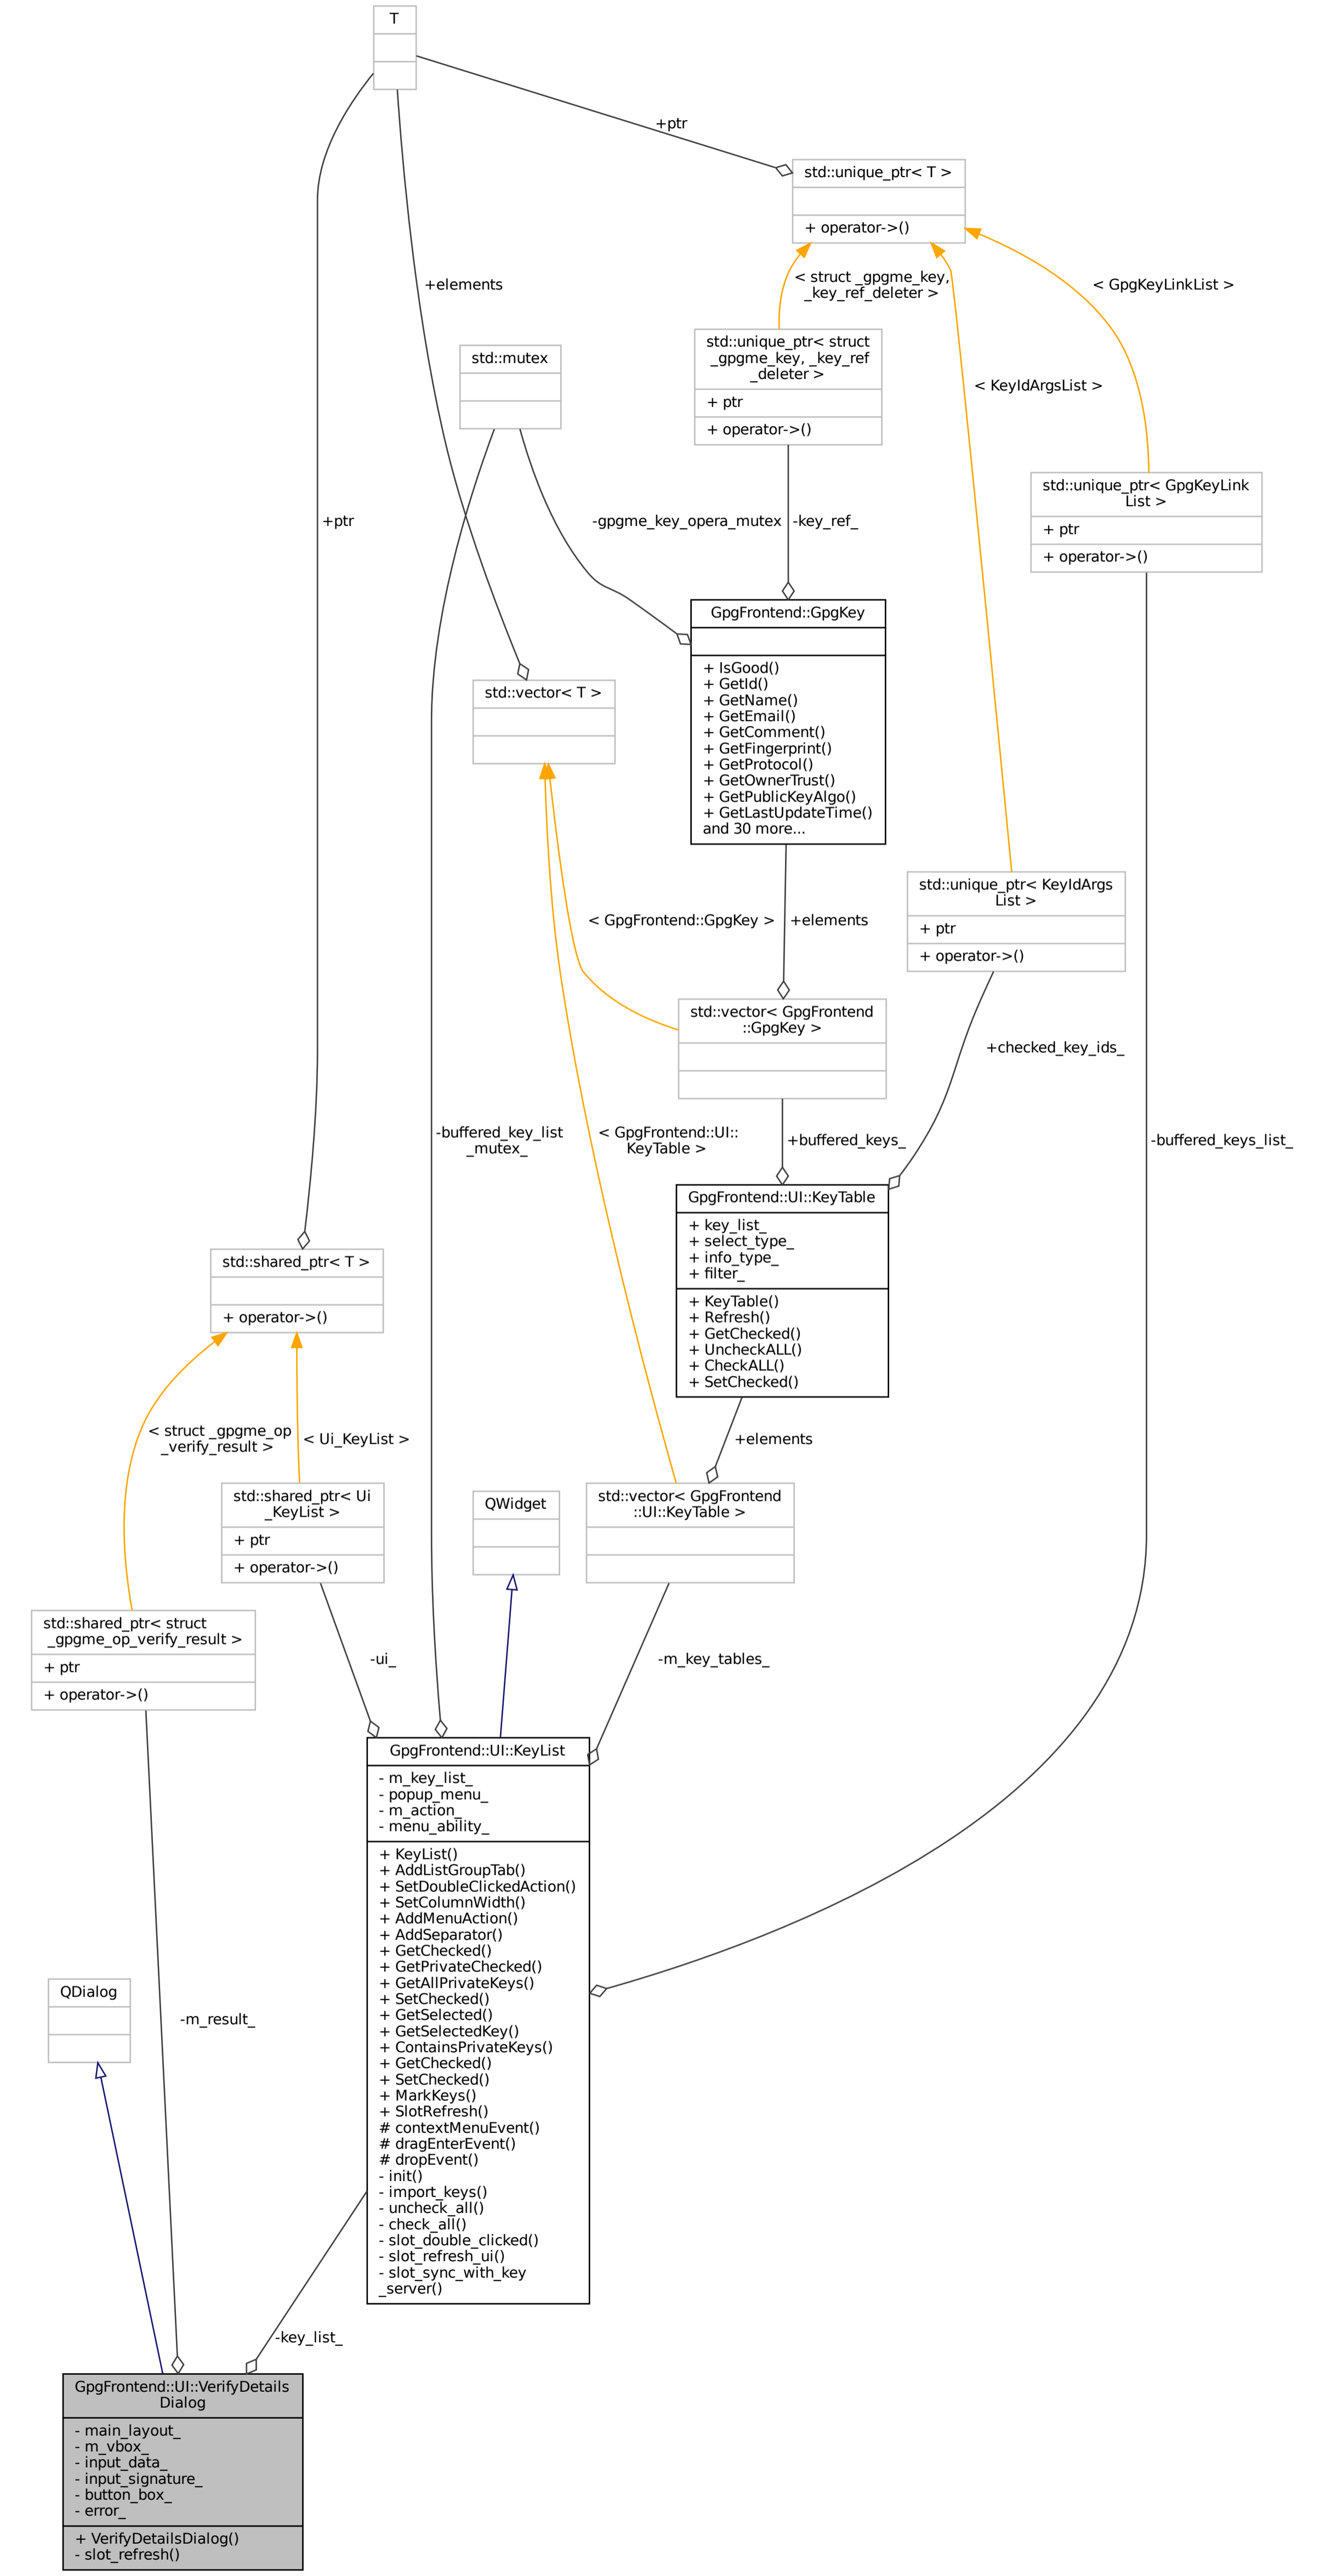 T
+ptr
std::unique_ptr< T >
+ operator->()
+elements
< struct _gpgme_key,
_key_ref_deleter >
< GpgKeyLinkList >
std::unique_ptr< struct
_gpgme_key, _key_ref
_deleter >
+ ptr
+ operator->()
std::mutex
< KeyIdArgsList >
std::unique_ptr< GpgKeyLink
List >
+ ptr
+ operator->()
+ptr
-gpgme_key_opera_mutex
-key_ref_
GpgFrontend::GpgKey
+ IsGood()
+ GetId()
+ GetName()
+ GetEmail()
+ GetComment()
+ GetFingerprint()
+ GetProtocol()
+ GetOwnerTrust()
+ GetPublicKeyAlgo()
+ GetLastUpdateTime()
and 30 more...
std::vector< T >
std::unique_ptr< KeyIdArgs
List >
+ ptr
+ operator->()
< GpgFrontend::GpgKey >
+elements
std::vector< GpgFrontend
::GpgKey >
+checked_key_ids_
-buffered_key_list
_mutex_
< GpgFrontend::UI::
KeyTable >
+buffered_keys_
-buffered_keys_list_
GpgFrontend::UI::KeyTable
+ key_list_
+ select_type_
+ info_type_
+ filter_
+ KeyTable()
+ Refresh()
+ GetChecked()
+ UncheckALL()
+ CheckALL()
+ SetChecked()
std::shared_ptr< T >
+ operator->()
< struct _gpgme_op
_verify_result >
< Ui_KeyList >
+elements
std::shared_ptr< Ui
_KeyList >
+ ptr
+ operator->()
QWidget
std::vector< GpgFrontend
::UI::KeyTable >
std::shared_ptr< struct
_gpgme_op_verify_result >
+ ptr
+ operator->()
-ui_
-m_key_tables_
GpgFrontend::UI::KeyList
- m_key_list_
- popup_menu_
- m_action_
- menu_ability_
+ KeyList()
+ AddListGroupTab()
+ SetDoubleClickedAction()
+ SetColumnWidth()
+ AddMenuAction()
+ AddSeparator()
+ GetChecked()
+ GetPrivateChecked()
+ GetAllPrivateKeys()
+ SetChecked()
+ GetSelected()
+ GetSelectedKey()
+ ContainsPrivateKeys()
+ GetChecked()
+ SetChecked()
+ MarkKeys()
+ SlotRefresh()
# contextMenuEvent()
# dragEnterEvent()
# dropEvent()
- init()
- import_keys()
- uncheck_all()
- check_all()
- slot_double_clicked()
- slot_refresh_ui()
- slot_sync_with_key
_server()
QDialog
-m_result_
-key_list_
GpgFrontend::UI::VerifyDetails
Dialog
- main_layout_
- m_vbox_
- input_data_
- input_signature_
- button_box_
- error_
+ VerifyDetailsDialog()
- slot_refresh()